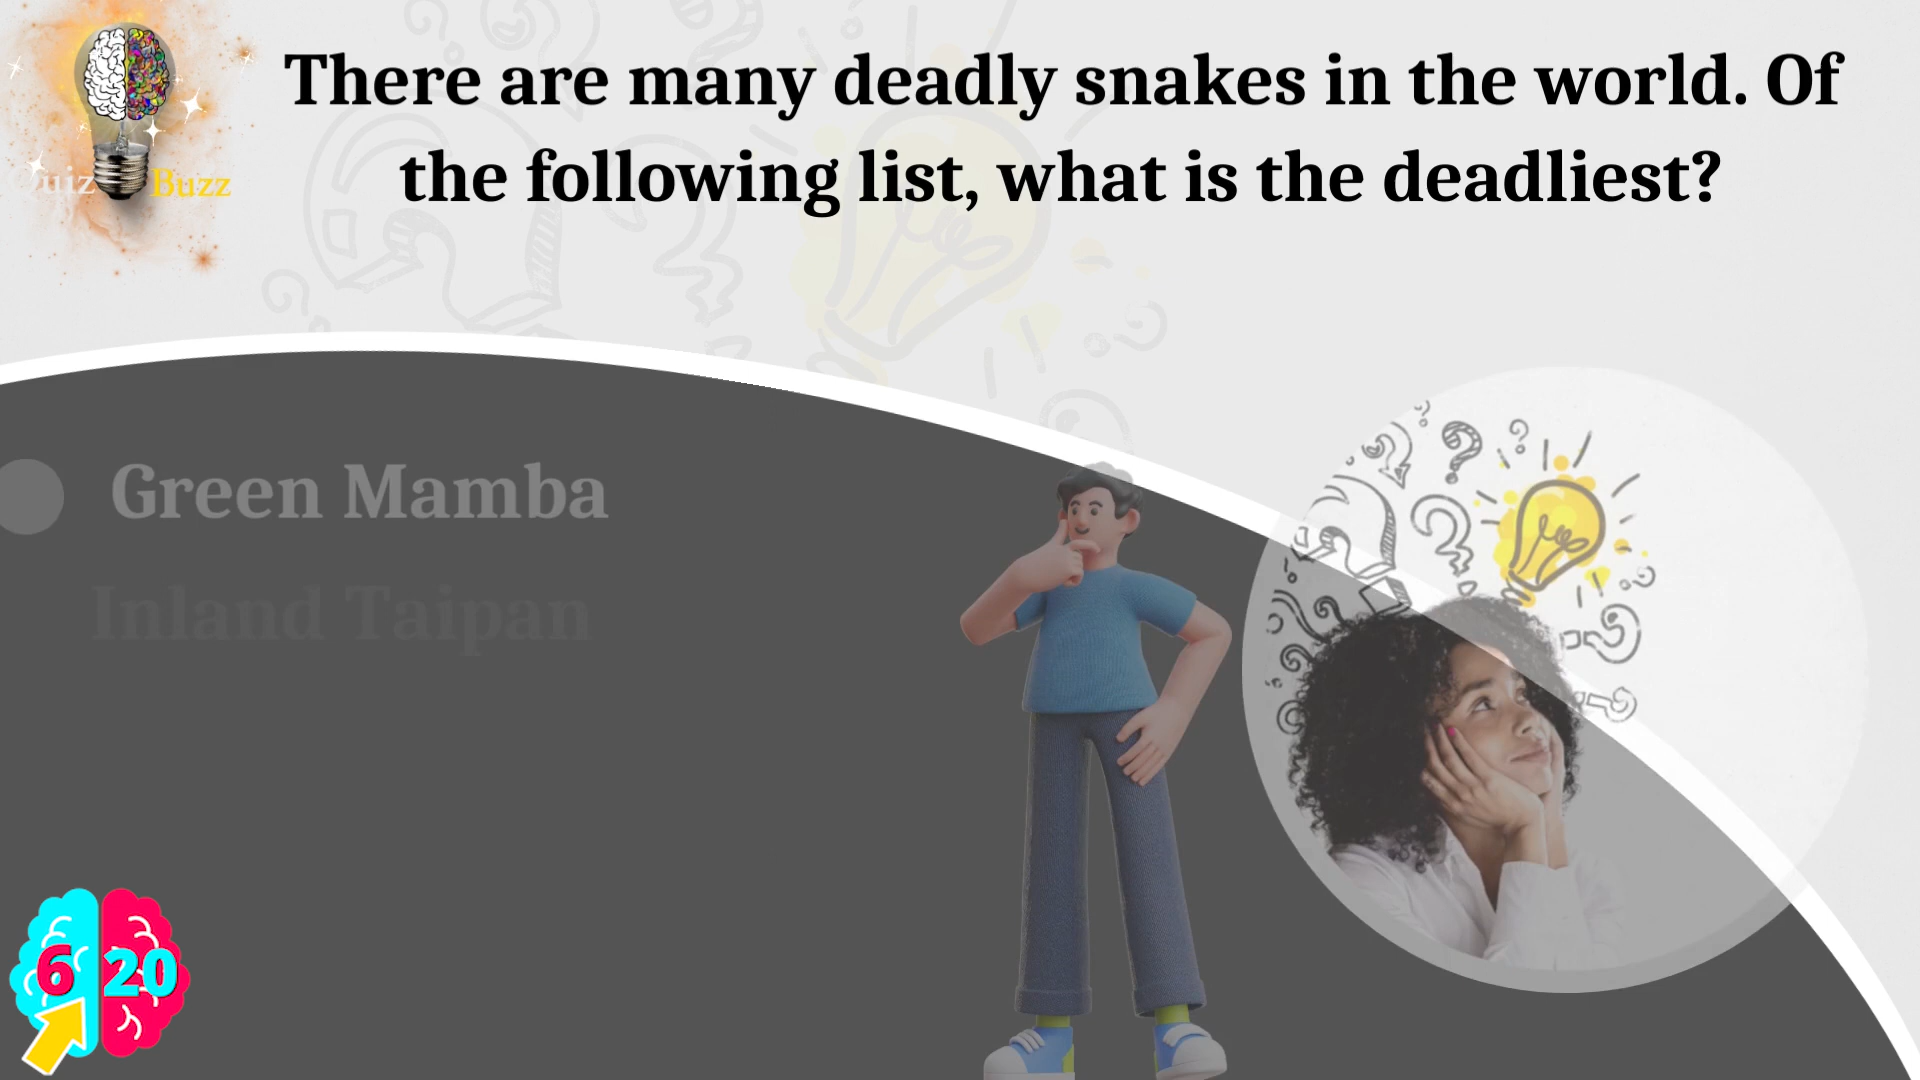 There are many deadly snakes in the world. Of
the following list, what is the deadliest?
uiz Buzz
Green Mamba
Inland Taipan
6 20